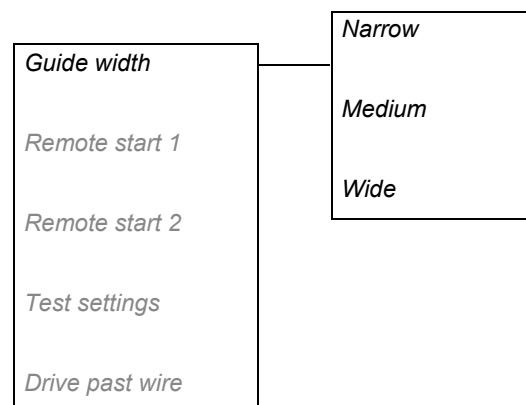 Guide width
Remote start 1
Remote start 2
Test settings
Drive past wire
Narrow
Medium
Wide